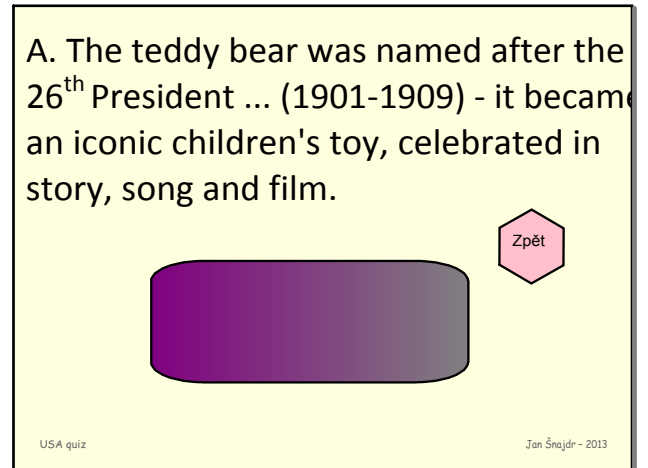 A. The teddy bear was named after the
26th President ... (1901-1909) - it became
an iconic children's toy, celebrated in
story, song and film.
Zpět
USA quiz
Jan Šnajdr - 2013